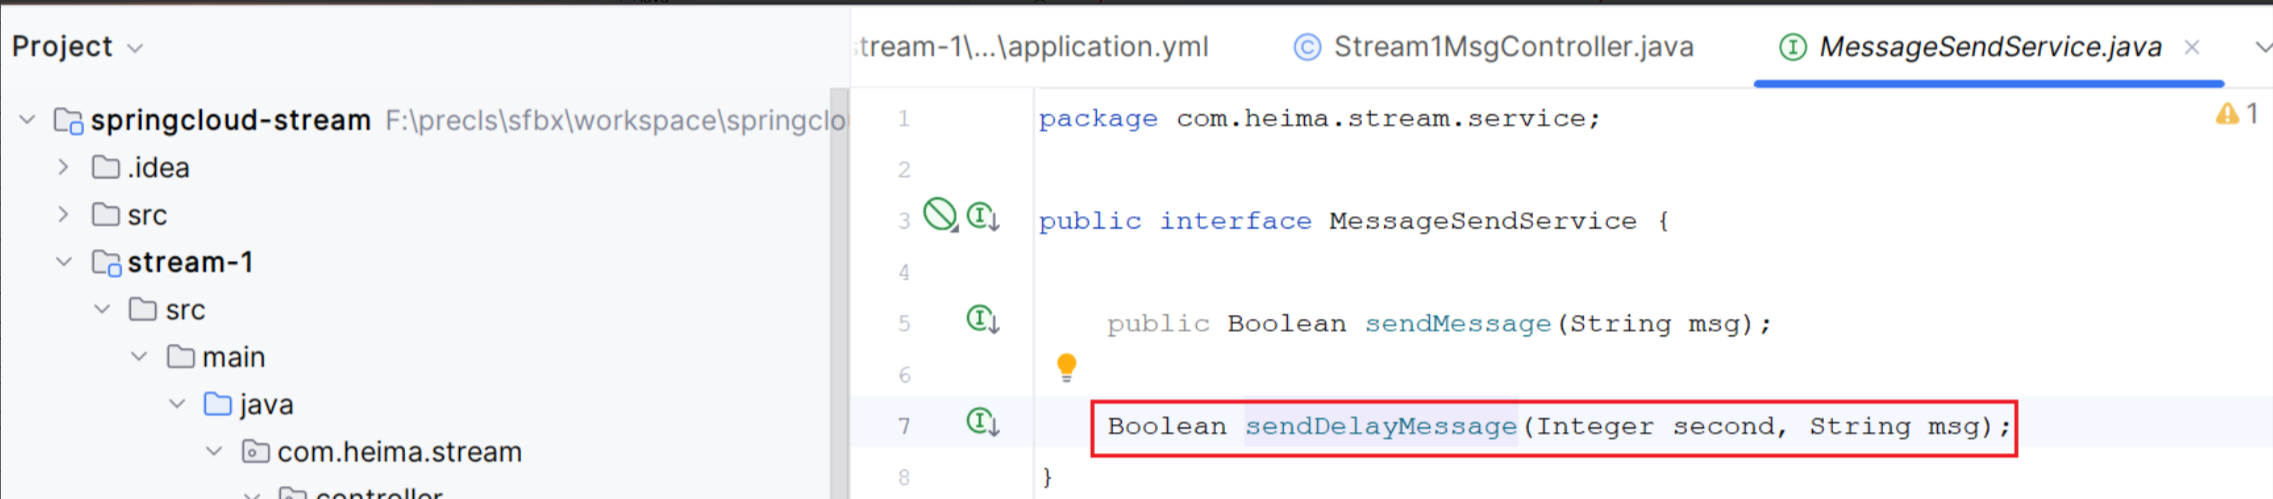 Project
stream-1\...\application.yml
Stream1MsgController.java
MessageSendService.java
springcloud-stream F:\precls\sfbx\workspace\springclo
.idea
src
stream-1
src
main
java
com.heima.stream
controller
1
1 package com.heima.stream.service;
2
3 public interface MessageSendService {
4
5 public Boolean sendMessage(String msg);
6
7 Boolean sendDelayMessage(Integer second, String msg);
8 }